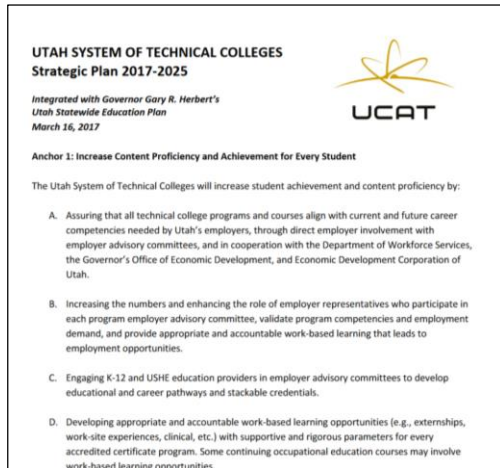 UTAH SYSTEM OF TECHNICAL COLLEGES
Strategic Plan 2017-2025
Integrated with Governor Gary R. Herbert's
Utah Statewide Education Plan
March 16, 2017
UCAT
Anchor 1: Increase Content Proficiency and Achievement for Every Student
The Utah System of Technical Colleges will increase student achievement and content proficiency by:
A. Assuring that all technical college programs and courses align with current and future career
competencies needed by Utah's employers, through direct employer involvement with
employer advisory committees, and in cooperation with the Department of Workforce Services,
the Governor's Office of Economic Development, and Economic Development Corporation of
Utah.
B. Increasing the numbers and enhancing the role of employer representatives who participate in
each program employer advisory committee, validate program competencies and employment
demand, and provide appropriate and accountable work-based learning that leads to
employment opportunities.
C. Engaging K-12 and USHE education providers in employer advisory committees to develop
educational and career pathways and stackable credentials.
D. Developing appropriate and accountable work-based learning opportunities (e.g., externships,
work-site experiences, clinical, etc.) with supportive and rigorous parameters for every
accredited certificate program. Some continuing occupational education courses may involve
work-based learning opportunities.